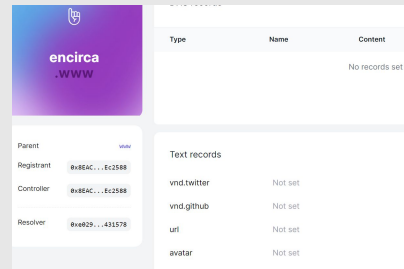 Type Name Content
No records set
encirca
.www
Parent www
Registrant 0x8EAC...Ec2588
Controller 0x8EAC...Ec2588
Resolver 0xe029...431578
Text records
vnd.twitter Not set
vnd.github Not set
url Not set
avatar Not set